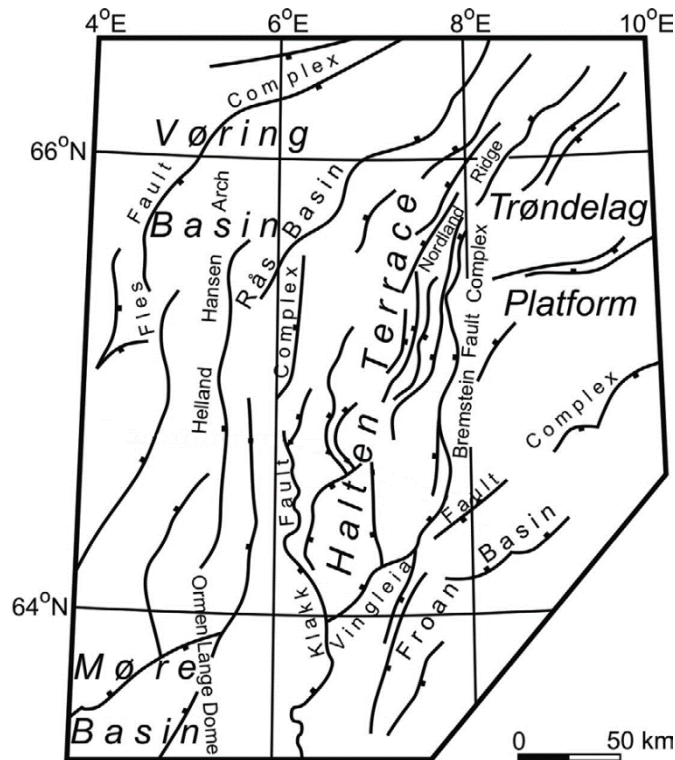 4°E 6°E 8°E 10°E
66°N
64°N
Fles Fault Complex
Vøring
Basin
Helland Hansen Arch
Rås Basin
Klakk Fault Complex
Halten Terrace
Nordland Ridge
Trøndelag
Platform
Bremstein Fault Complex
Vingleia Fault Complex
Froan Basin
Ormen Lange Dome
Møre
Basin
0 50 km